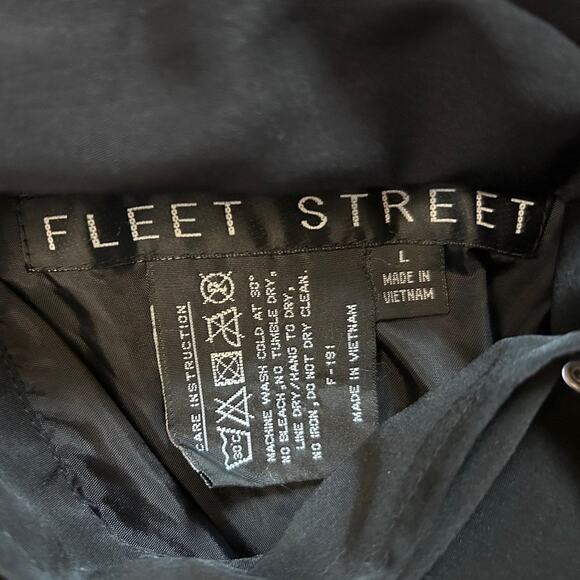 FLEET STREET
L
MADE IN
VIETNAM
CARE INSTRUCTION
30°C
MACHINE WASH COLD AT 30°
NO BLEACH,NO TUMBLE DRY,
LINE DRY/HANG TO DRY,
NO IRON,DO NOT DRY CLEAN.
F-191
MADE IN VIETNAM